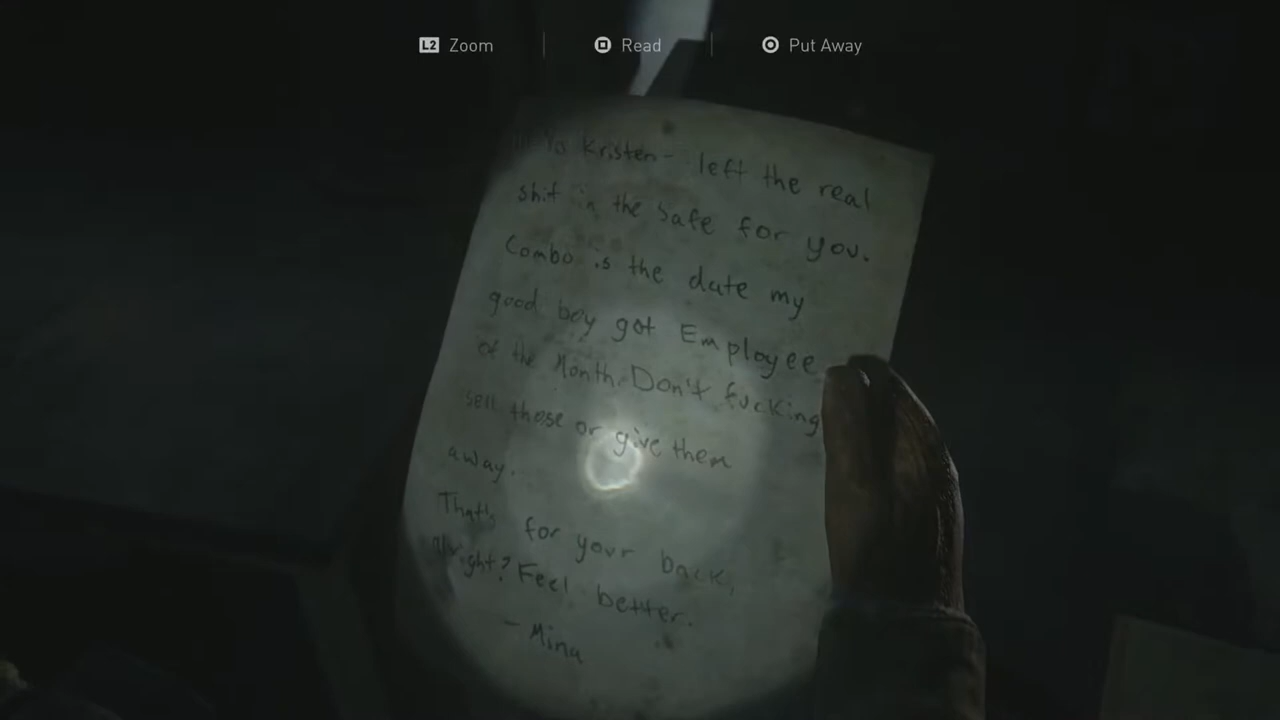 L2 Zoom Read Put Away
Yo Kristen - left the real
shit in the safe for you.
Combo is the date my
good boy got Employee
of the Month. Don't fucking
sell those or give them
away.
That's for your back,
alright? Feel better.
- Mina